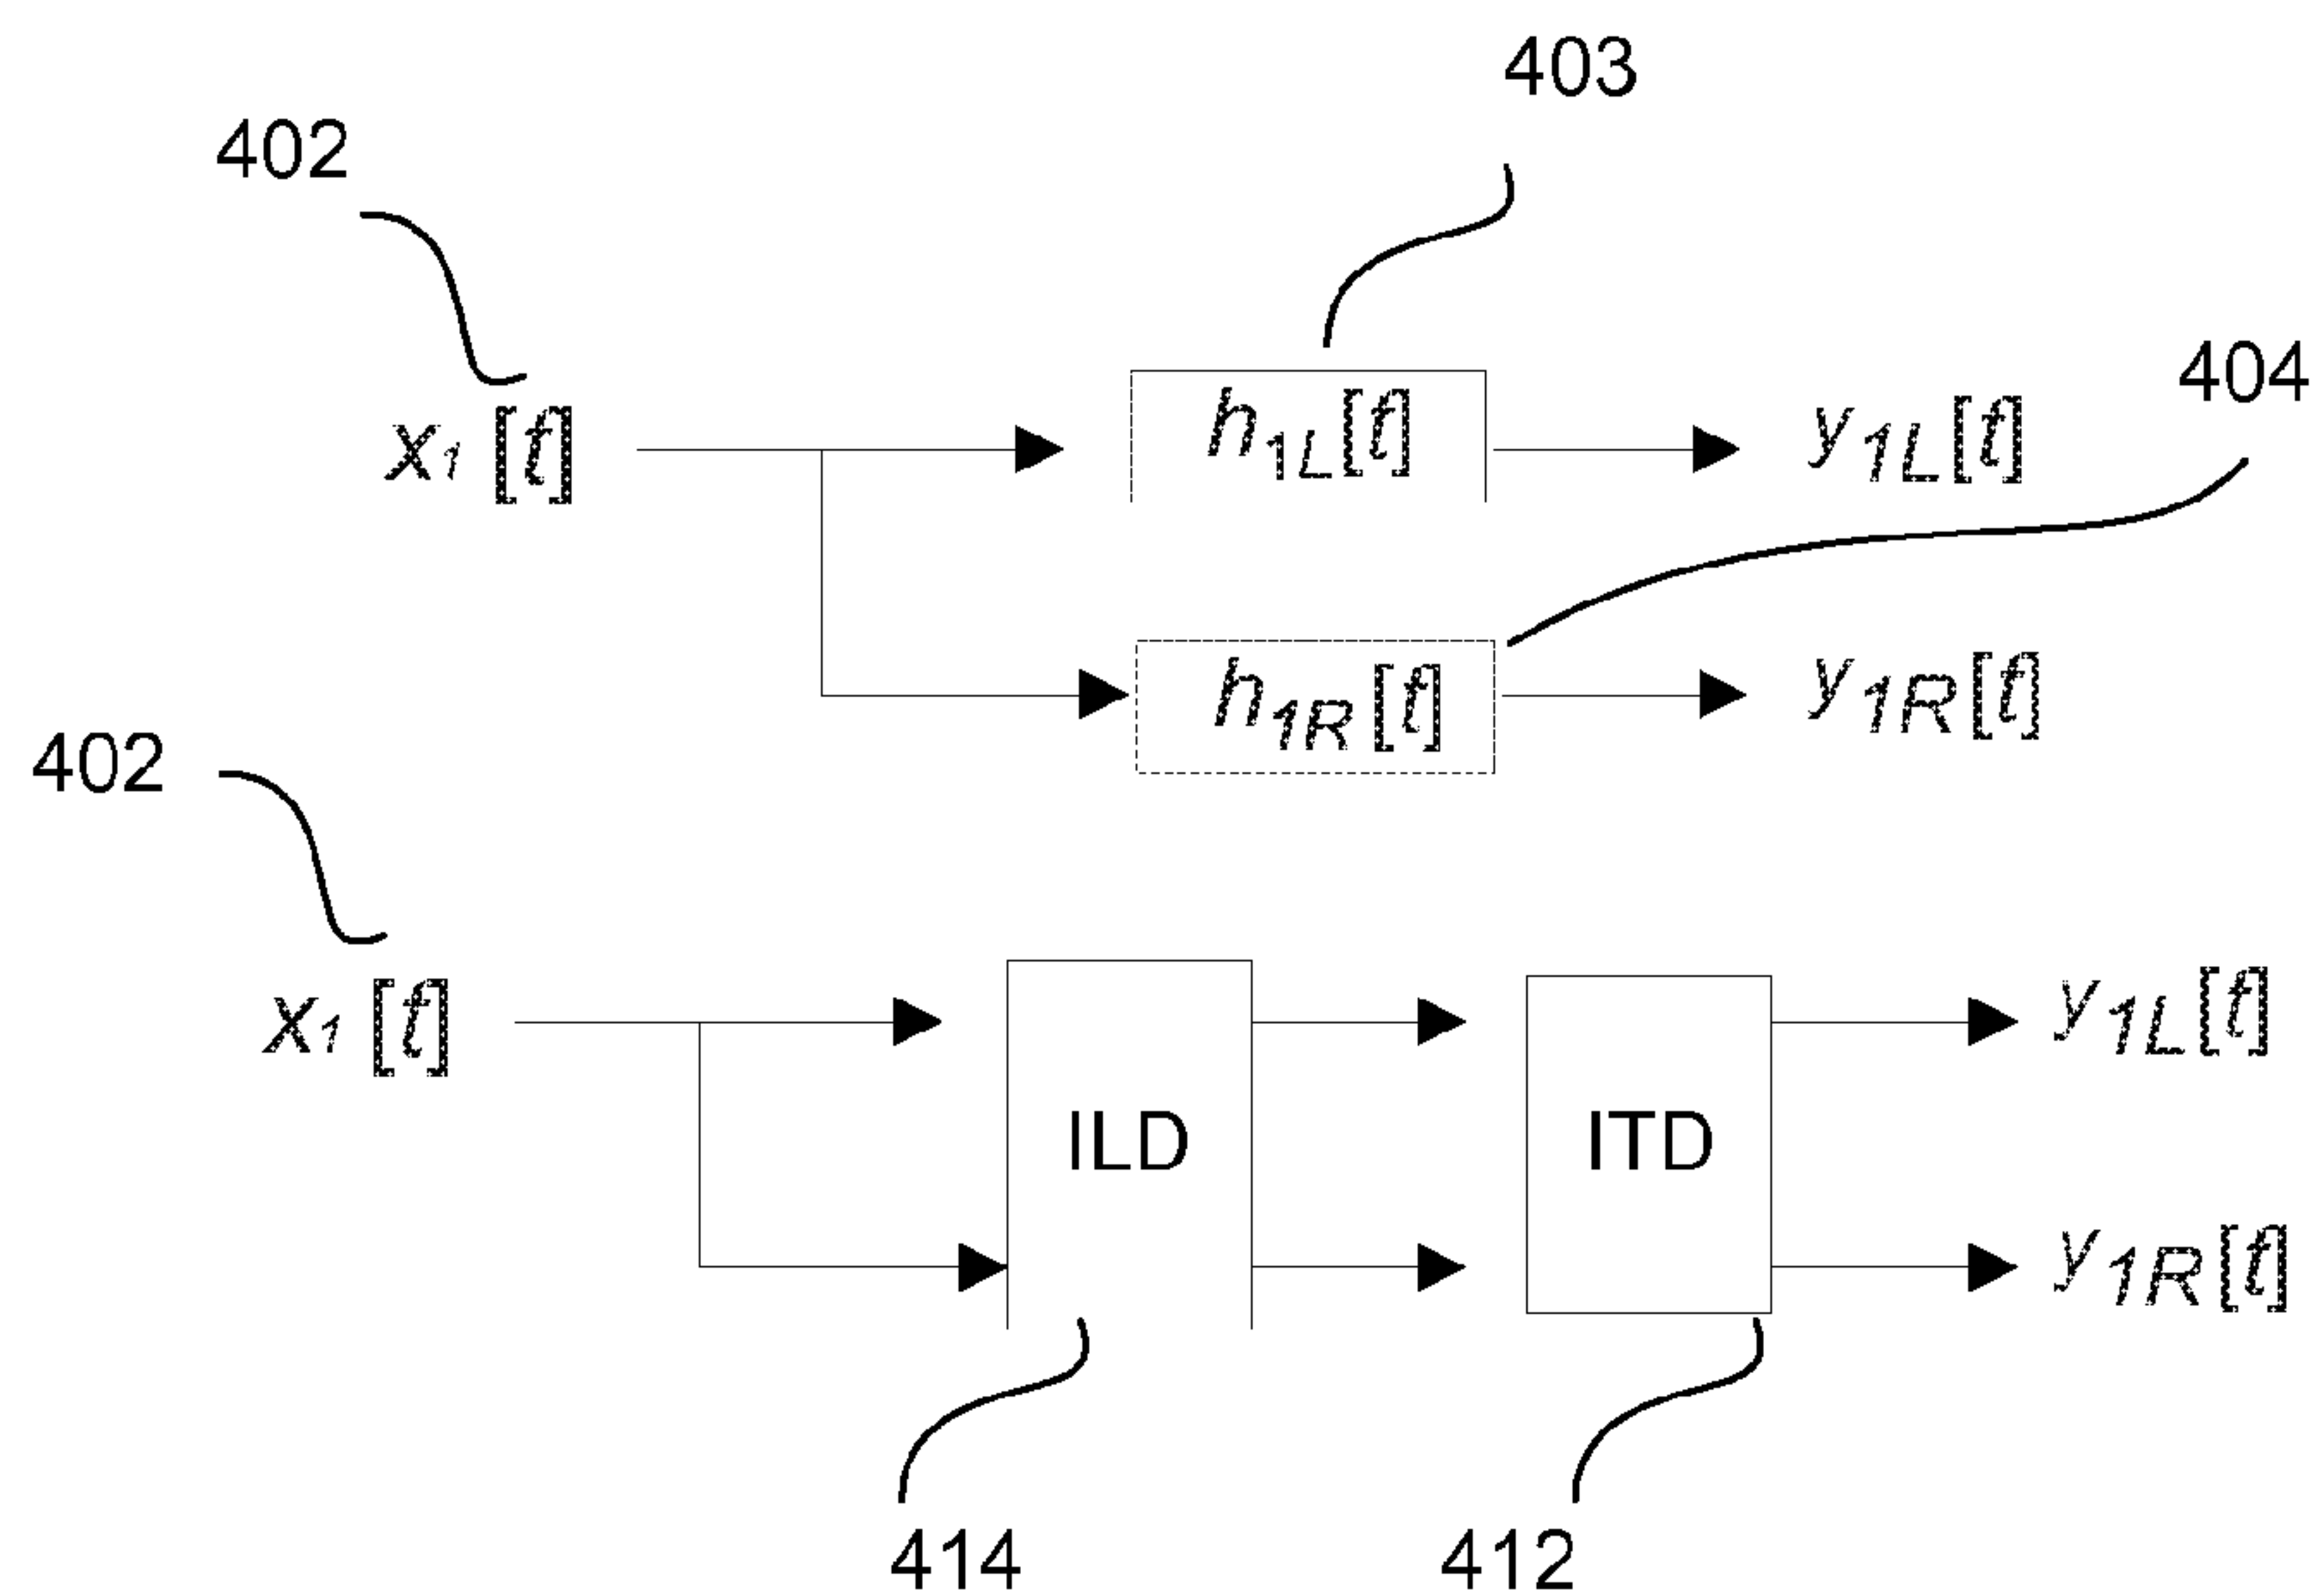 403
402
404
x₁ [t] h₁L[t] y₁L[t]
h₁R[t] y₁R[t]
402
x₁ [t] y₁L[t]
ILD ITD
y₁R[t]
414 412